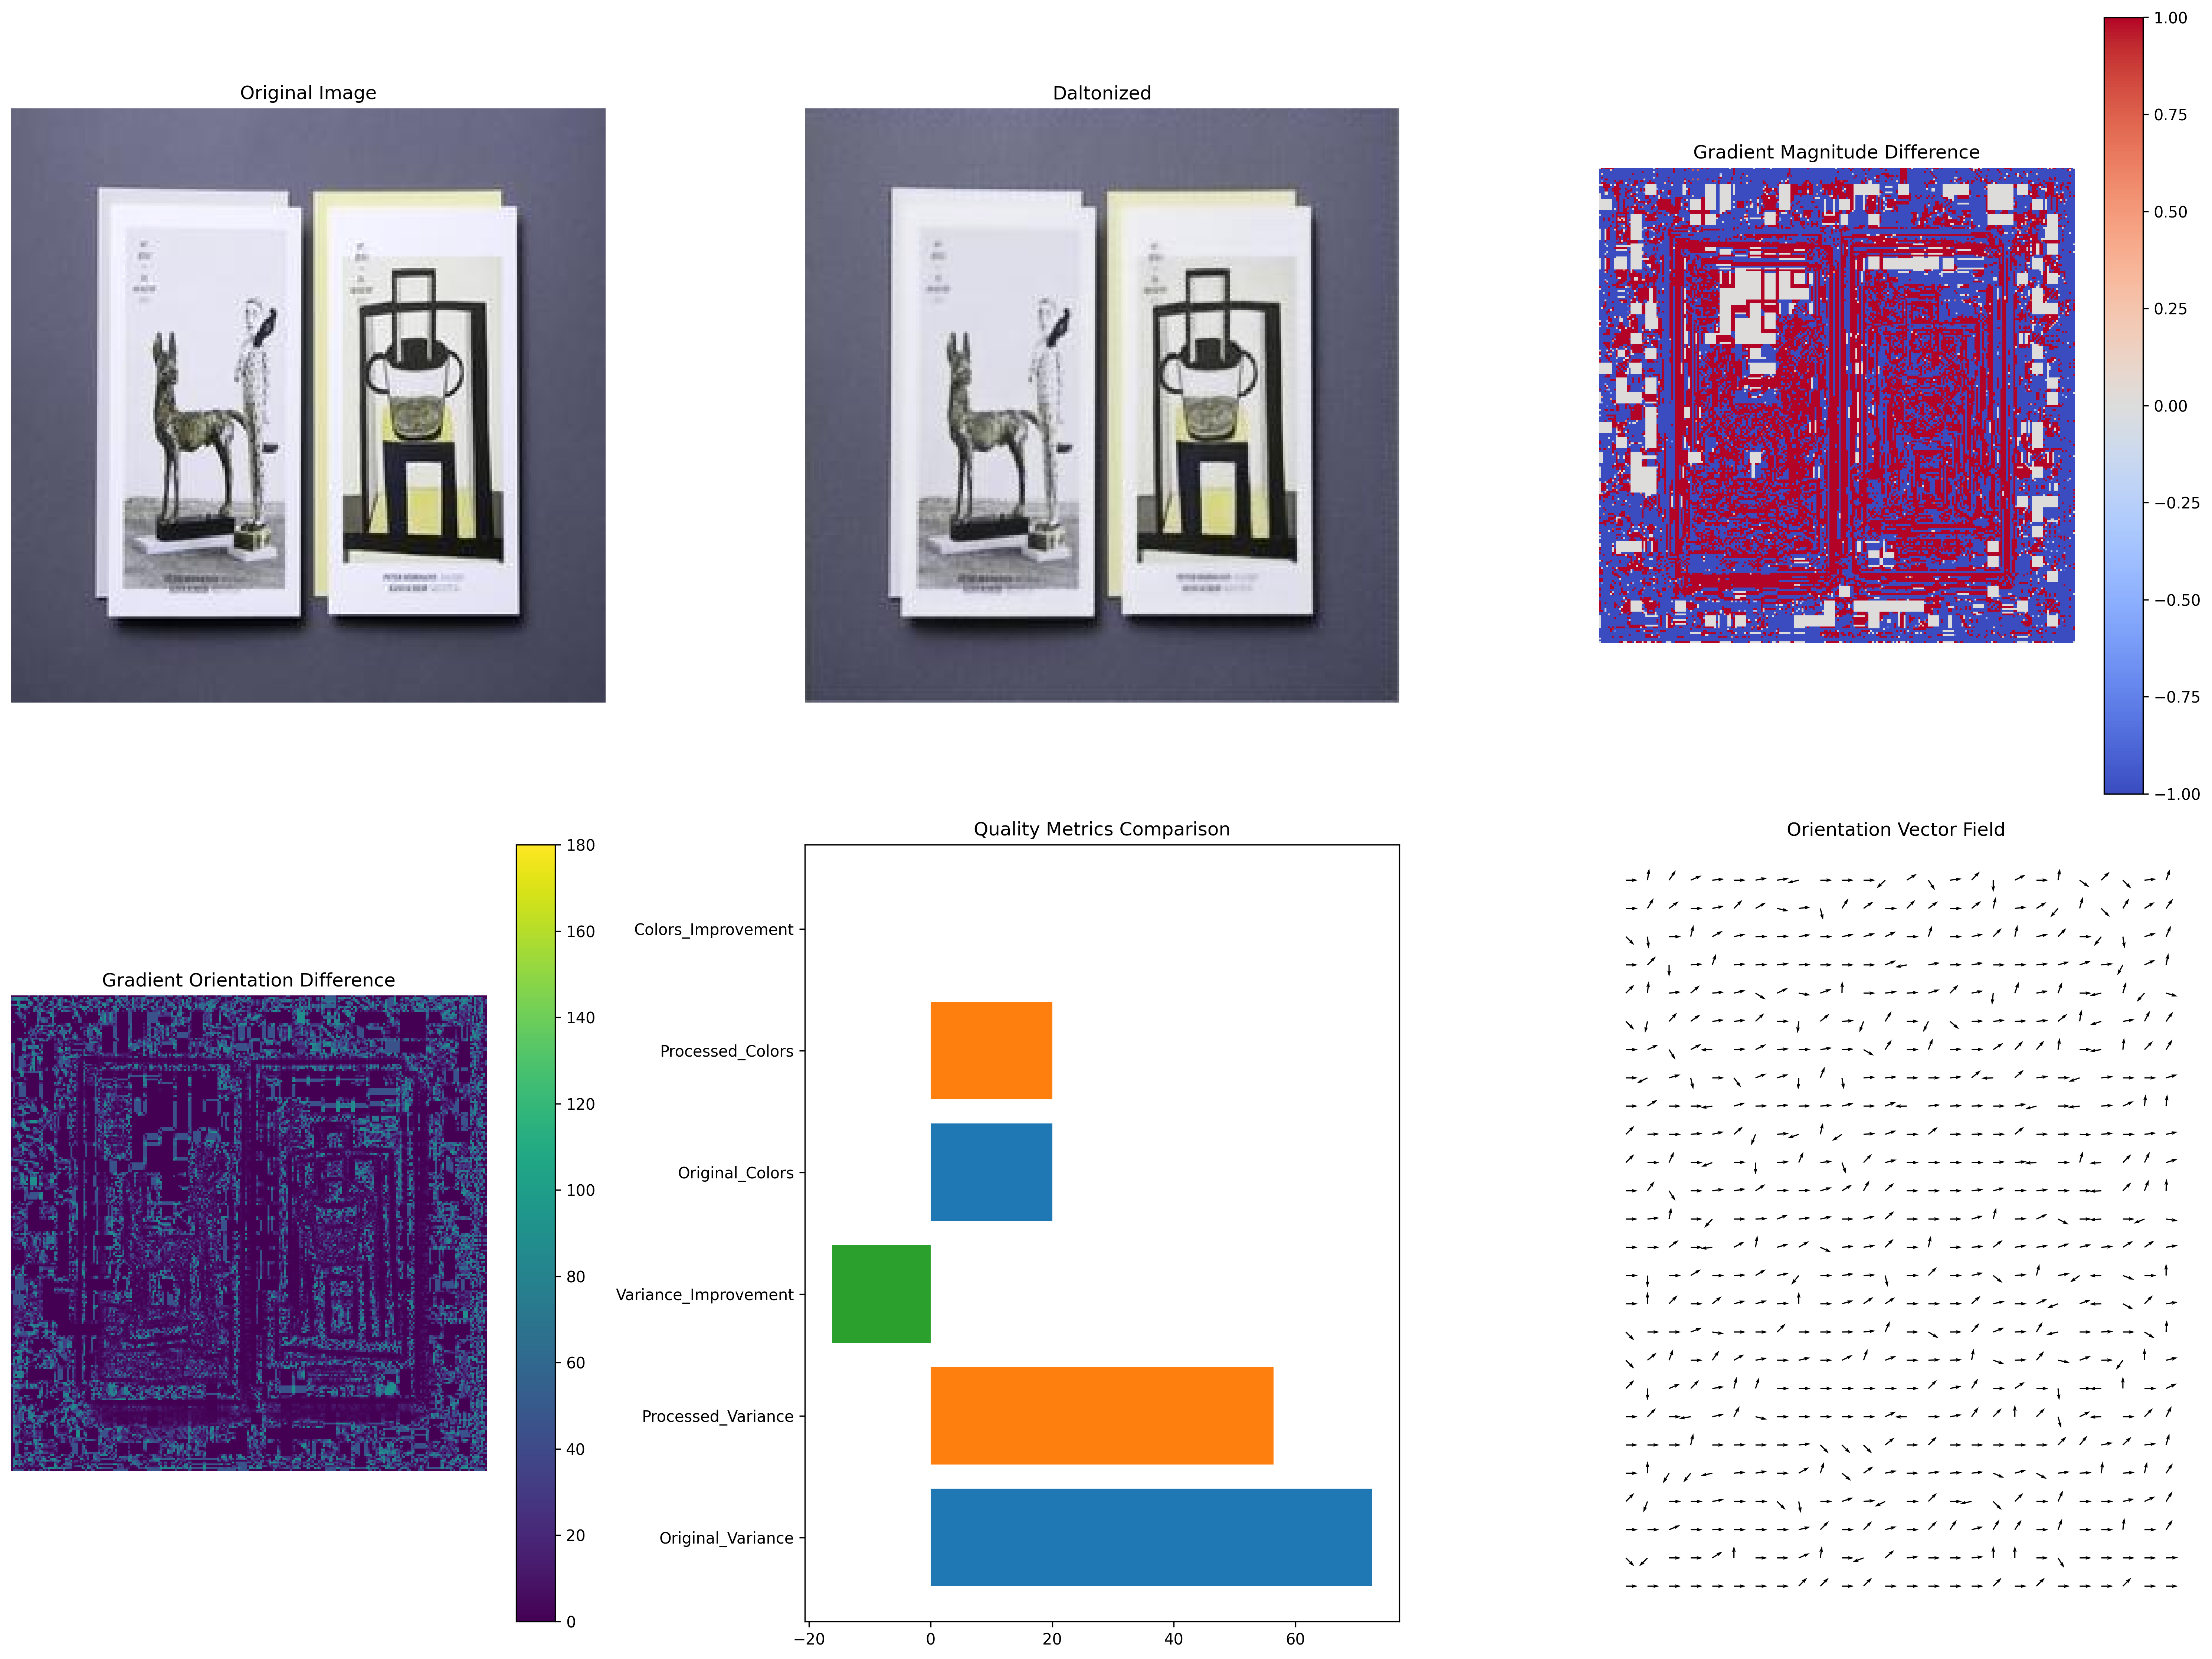 Original Image
Daltonized
Gradient Magnitude Difference
1.00
0.75
0.50
0.25
0.00
−0.25
−0.50
−0.75
−1.00
Gradient Orientation Difference
180
160
140
120
100
80
60
40
20
0
Quality Metrics Comparison
Colors_Improvement
Processed_Colors
Original_Colors
Variance_Improvement
Processed_Variance
Original_Variance
−20
0
20
40
60
Orientation Vector Field